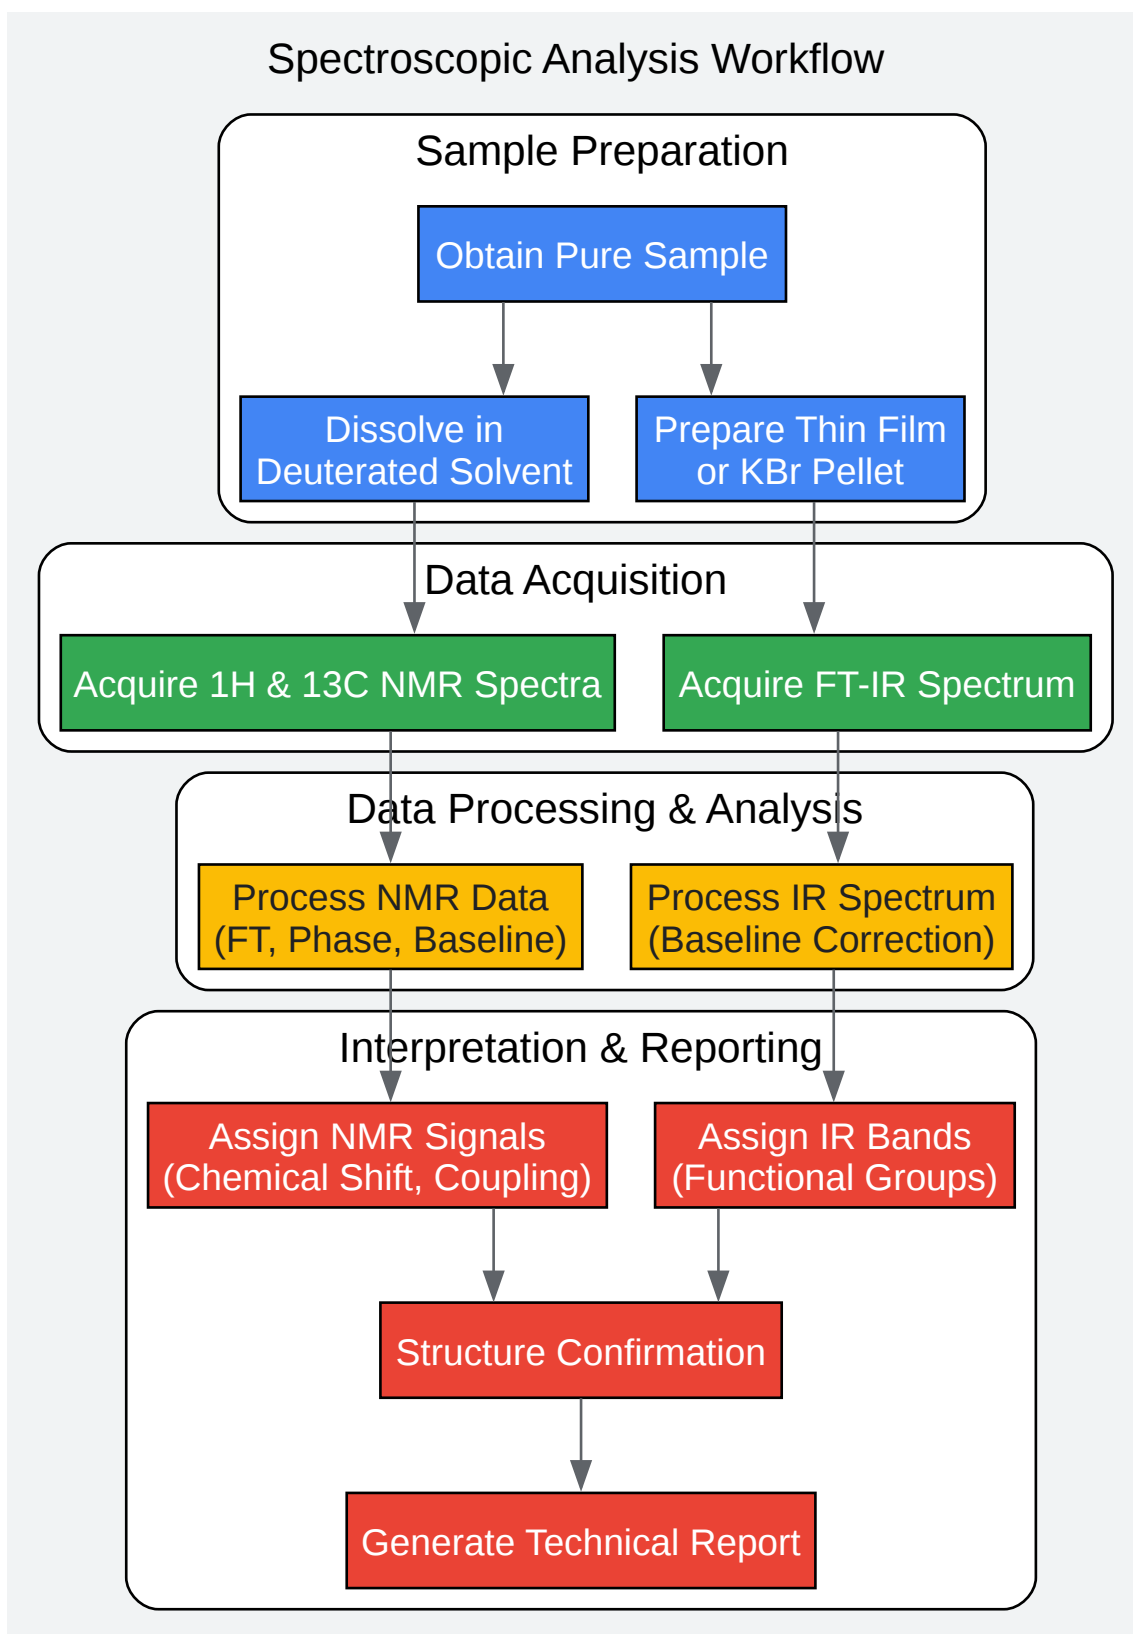 Spectroscopic Analysis Workflow
Sample Preparation
Obtain Pure Sample
Dissolve in
Deuterated Solvent
Prepare Thin Film
or KBr Pellet
Data Acquisition
Acquire 1H & 13C NMR Spectra
Acquire FT-IR Spectrum
Data Processing & Analysis
Process NMR Data
(FT, Phase, Baseline)
Process IR Spectrum
(Baseline Correction)
Interpretation & Reporting
Assign NMR Signals
(Chemical Shift, Coupling)
Assign IR Bands
(Functional Groups)
Structure Confirmation
Generate Technical Report